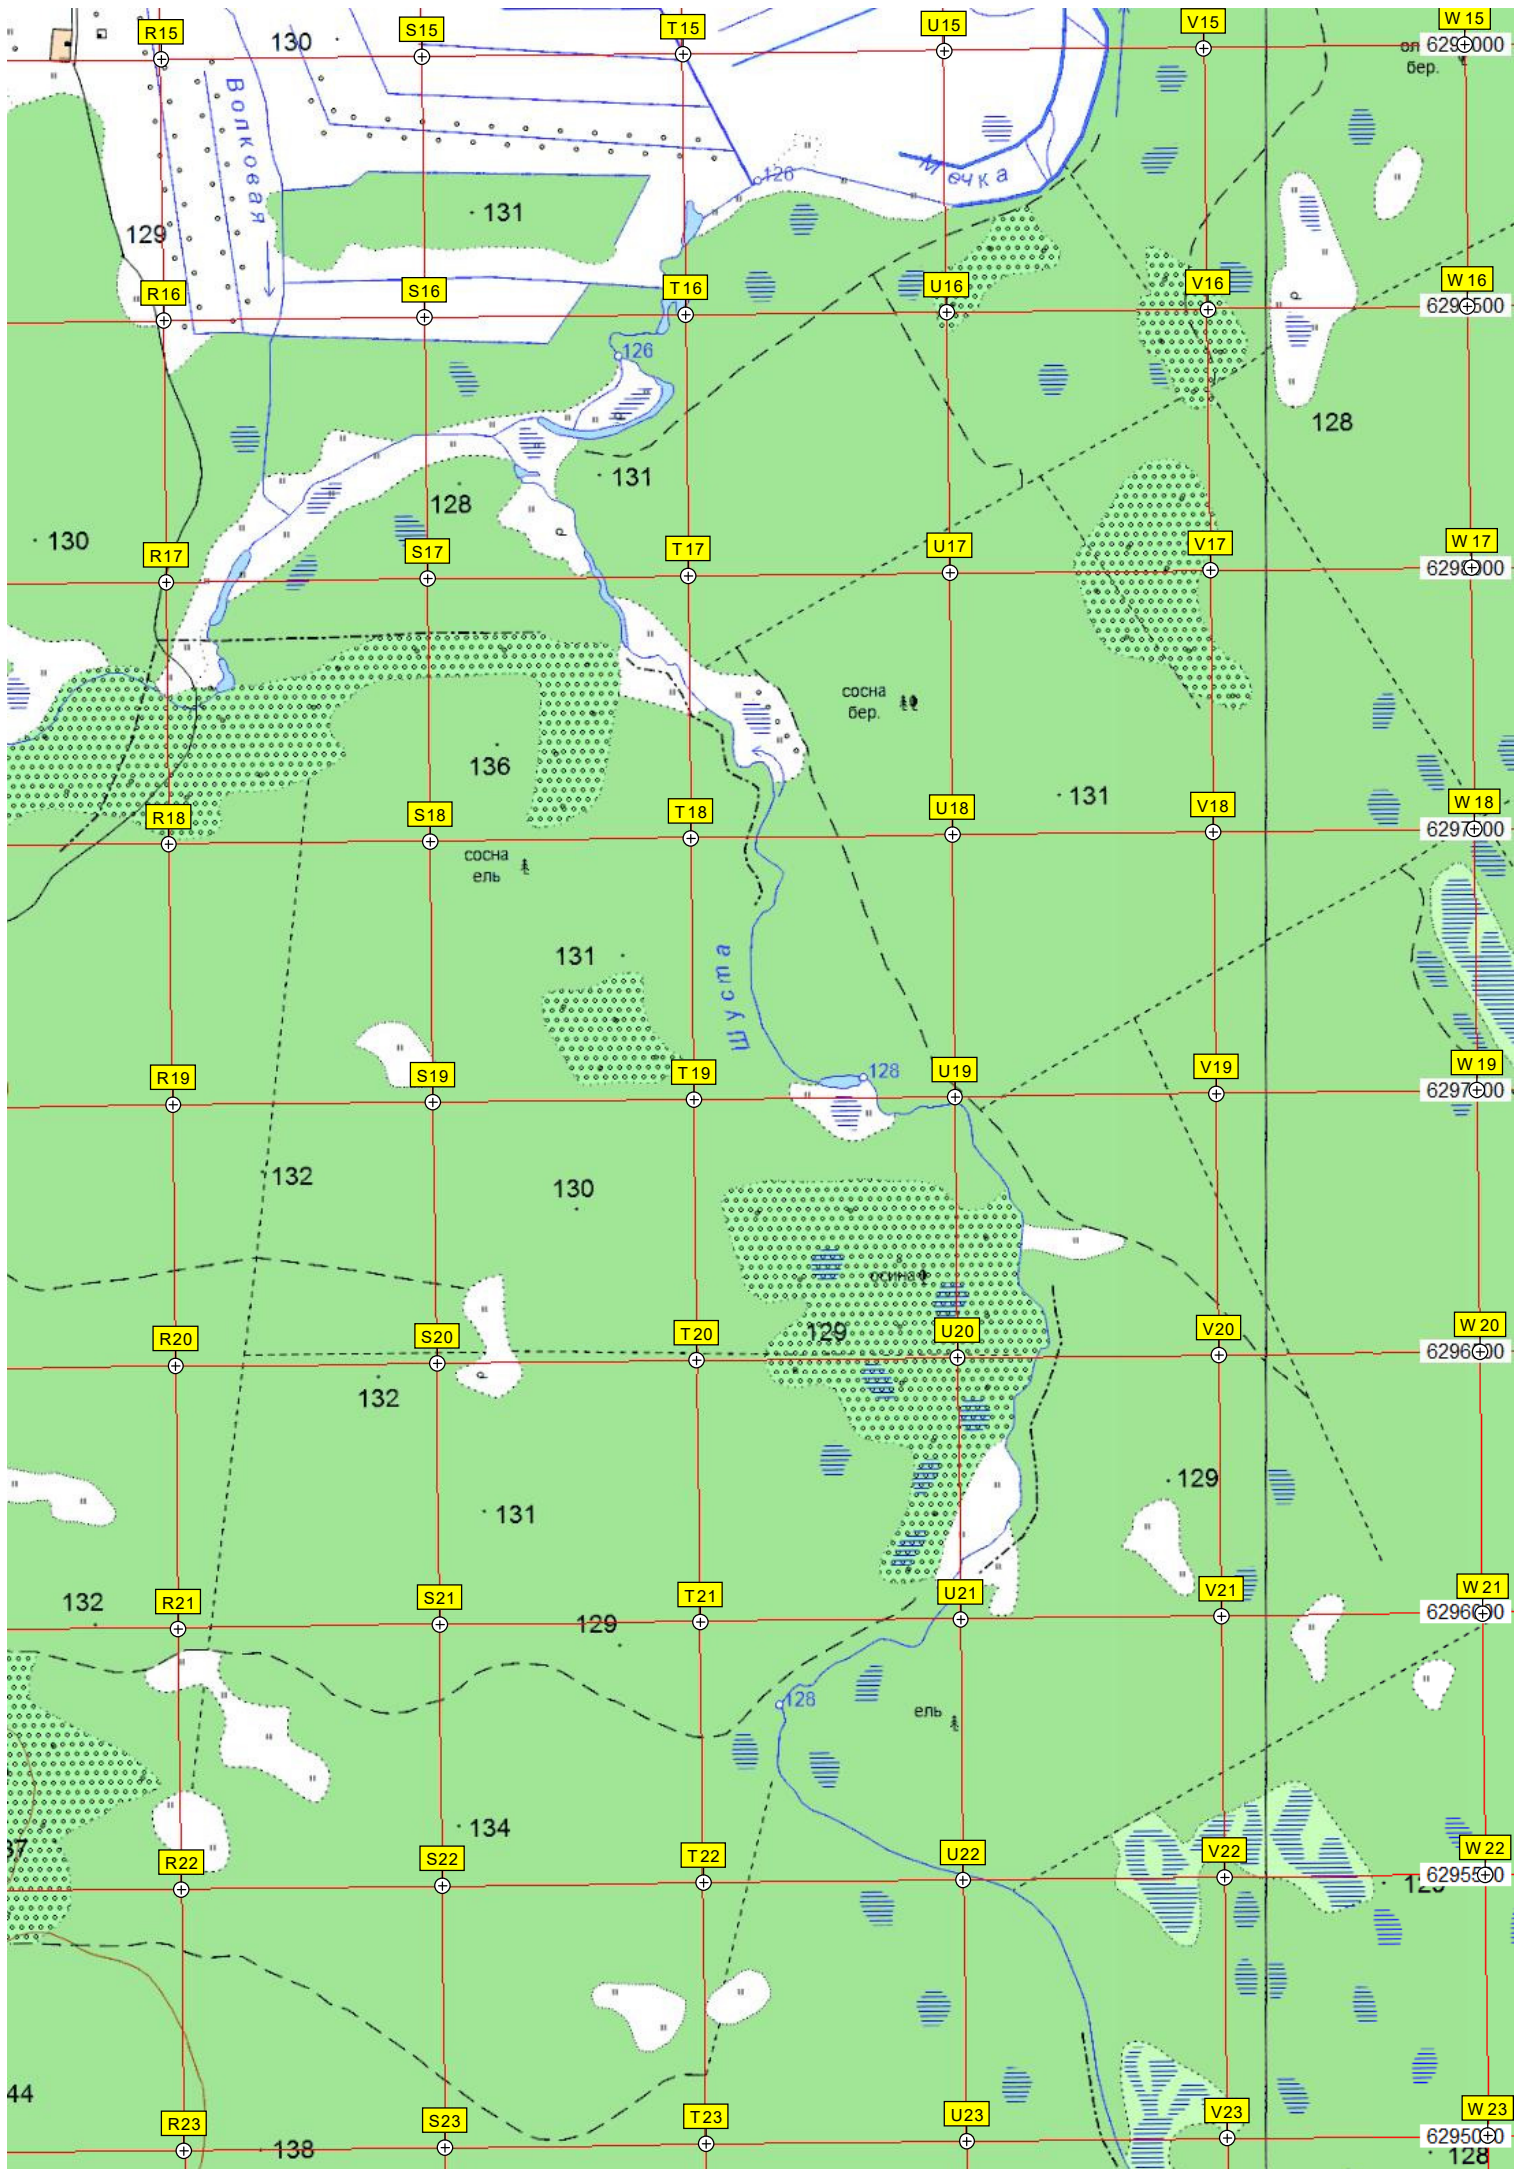 R15
130
S15
T15
U15
V15
W15
бер.
Волковая
126
Мечка
131
129
R16
S16
T16
U16
V16
W16
126
128
131
128
130
R17
S17
T17
U17
V17
W17
сосна
бер.
136
131
R18
S18
T18
U18
V18
W18
сосна
ель
131
Шуста
R19
S19
T19
128
U19
V19
W19
132
130
осина
R20
S20
T20
129
U20
V20
W20
132
129
131
132
R21
S21
129
T21
U21
V21
W21
128
ель
134
R22
S22
T22
U22
V22
W22
6295500
44
R23
138
S23
T23
U23
V23
W23
6295000
128